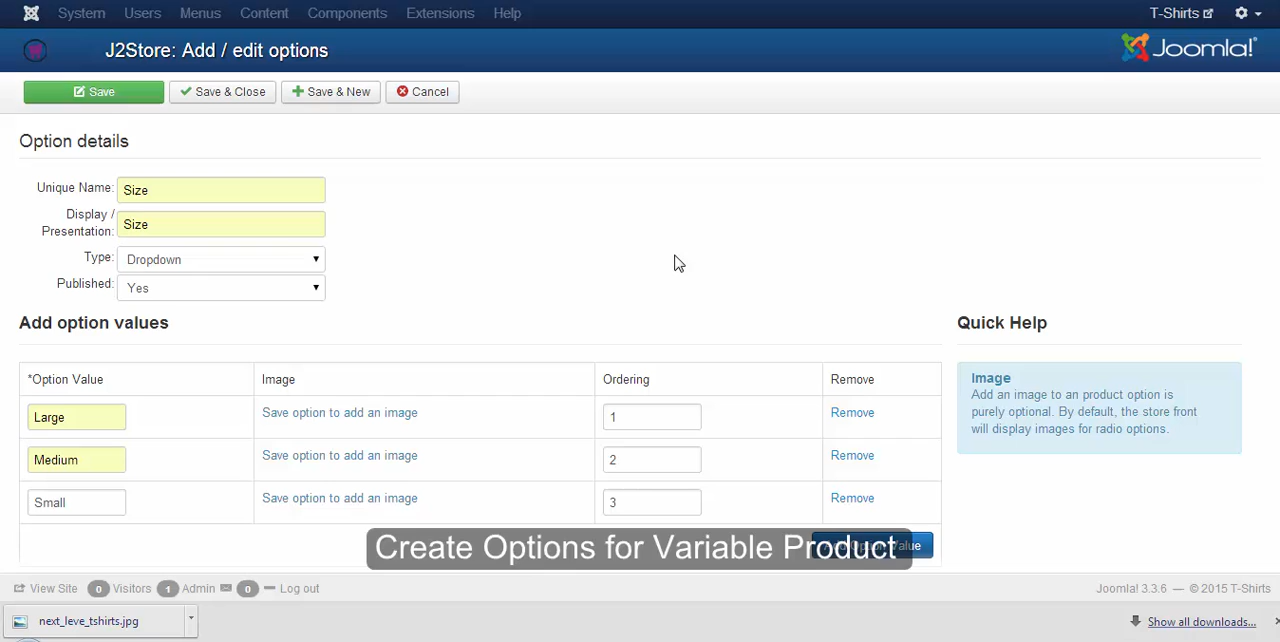 System Users Menus Content Components Extensions Help T-Shirts
J2Store: Add / edit options Joomla!
Save Save & Close Save & New Cancel
Option details
Unique Name: Size
Display / Presentation: Size
Type: Dropdown
Published: Yes
Add option values
*Option Value Image Ordering Remove
Large Save option to add an image 1 Remove
Medium Save option to add an image 2 Remove
Small Save option to add an image 3 Remove
Quick Help
Image
Add an image to an product option is
purely optional. By default, the store front
will display images for radio options.
Create Options for Variable Product
View Site 0 Visitors 1 Admin 0 Log out Joomla! 3.3.6 — © 2015 T-Shirts
next_leve_tshirts.jpg Show all downloads...